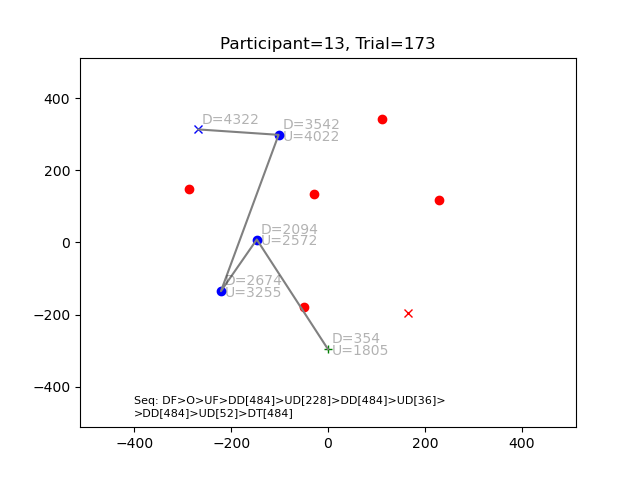 Participant=13, Trial=173
400
200
0
−200
−400
D=4322
D=3542
U=4022
D=2094
U=2572
D=2674
U=3255
D=354
U=1805
Seq: DF>O>UF>DD[484]>UD[228]>DD[484]>UD[36]>
>DD[484]>UD[52]>DT[484]
−400
−200
0
200
400